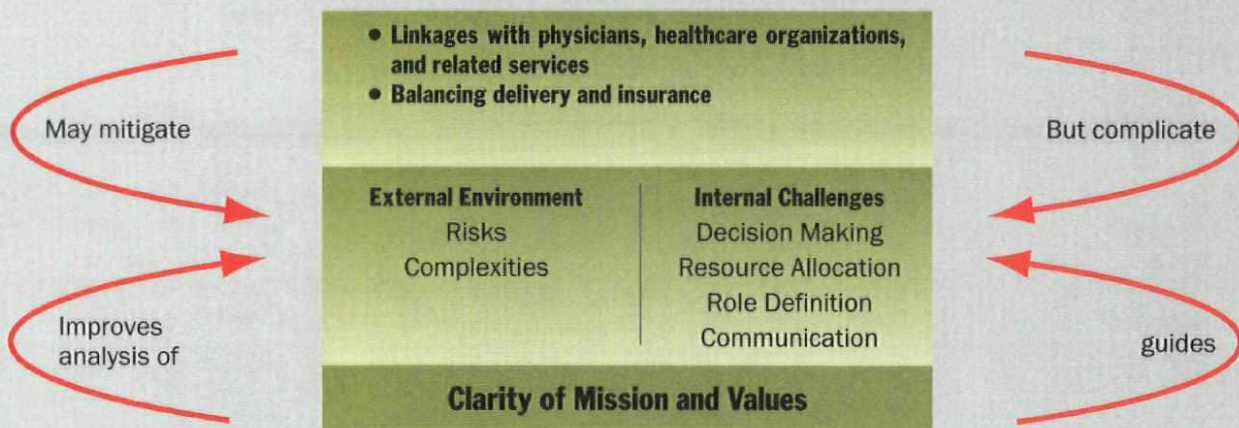 • Linkages with physicians, healthcare organizations,
and related services
• Balancing delivery and insurance
May mitigate
But complicate
External Environment
Risks
Complexities
Internal Challenges
Decision Making
Resource Allocation
Role Definition
Communication
Improves
analysis of
guides
Clarity of Mission and Values